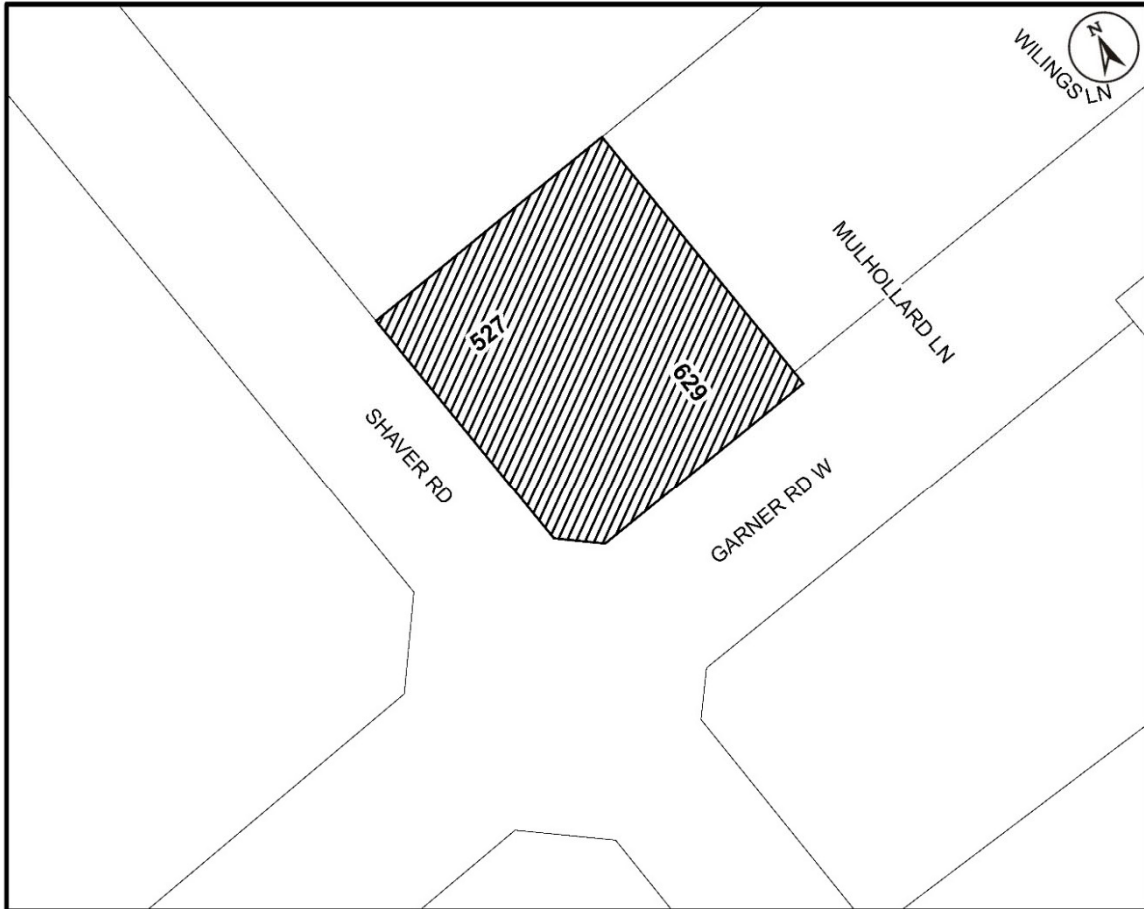 N
WILINGS LN
MULHOLLARD LN
527
629
SHAVER RD
GARNER RD W